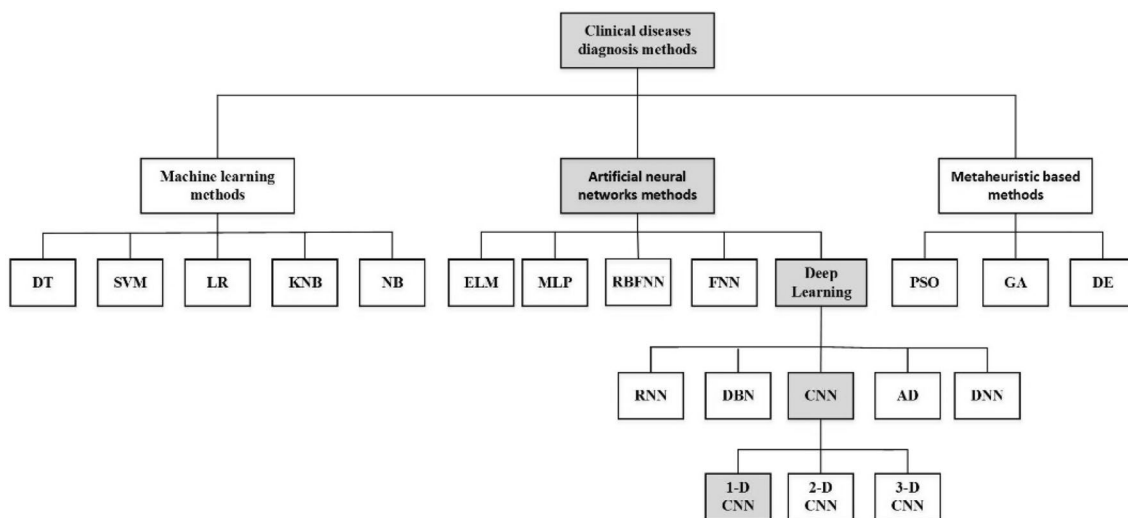 Clinical diseases
diagnosis methods
Machine learning
methods
Artificial neural
networks methods
Metaheuristic based
methods
DT
SVM
LR
KNB
NB
ELM
MLP
RBFNN
FNN
Deep
Learning
PSO
GA
DE
RNN
DBN
CNN
AD
DNN
1-D
CNN
2-D
CNN
3-D
CNN